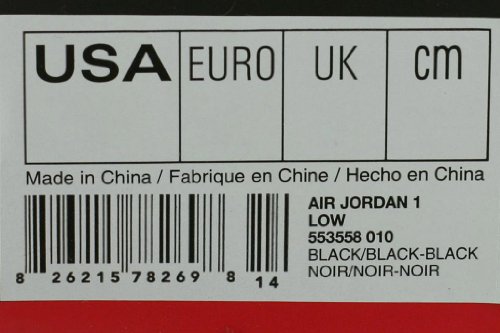 USA EURO UK cm
Made in China / Fabrique en Chine / Hecho en China
AIR JORDAN 1
LOW
553558 010
BLACK/BLACK-BLACK
NOIR/NOIR-NOIR
8 26215 78269 8 14